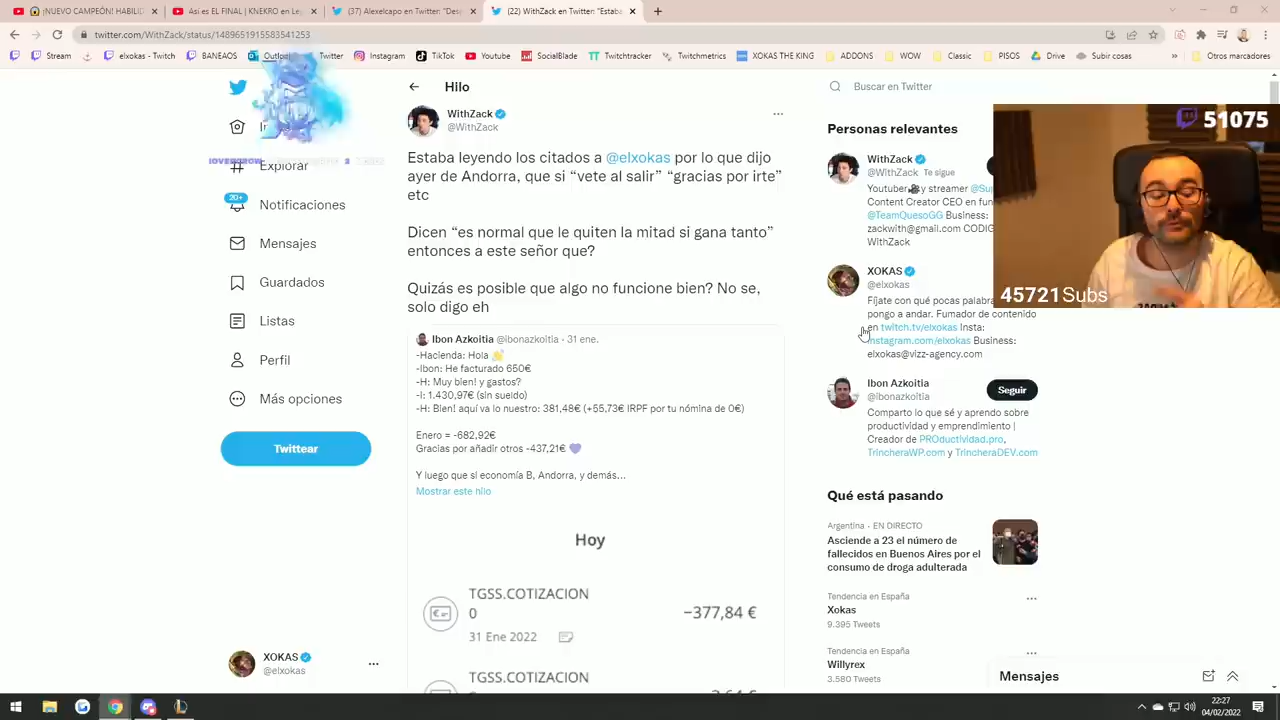 ¡NUEVO CAMPEÓN! HABILID
Así es EL FINAL | KNEKRO en Leg
(37) Alexelcapo en Twitter: "Des
(22) WithZack en Twitter: "Estaba
twitter.com/WithZack/status/1489651915583541253
YouTube
Stream
elxokas - Twitch
BANEAOS
Instagram
TikTok
Youtube
SocialBlade
Twitchtracker
Twitchmetrics
XOKAS THE KING
ADDONS
WOW
Classic
PISOS
Drive
League
Otros marcadores
Hilo
Buscar en Twitter
WithZack
@WithZack
Estaba leyendo los citados a @elxokas por lo que dijo
ayer de Andorra, que si “vete al salir” “gracias por irte”
etc
Dicen “es normal que le quiten la mitad si gana tanto”
entonces a este señor que?
Quizás es posible que algo no funcione bien? No se,
solo digo eh
Ibon Azkoitia @ibonazkoitia · 31 ene.
-Hacienda: Hola 👋
-Ibon: He facturado 650€
-H: Muy bien! y gastos?
-I: 1.430,97€ (sin sueldo)
-H: Bien! aquí va lo nuestro: 381,48€ (+55,73€ IRPF por tu nómina de 0€)
Enero = -682,92€
Gracias por añadir otros -437,21€ 💜
Y luego que si economía B, Andorra, y demás...
Mostrar este hilo
Hoy
TGSS.COTIZACION
0
−377,84 €
31 Ene 2022
TGSS.COTIZACION
Explorar
20+
Notificaciones
Mensajes
Guardados
Listas
Perfil
Más opciones
Twittear
XOKAS
@elxokas
Personas relevantes
WithZack
@WithZack Te sigue
Youtuber🎥 y streamer @Su
Content Creator CEO en fun
@TeamQuesoGG Business:
zackwith@gmail.com CODIG
WithZack
XOKAS
@elxokas
Fíjate con qué pocas palabra
pongo a andar. Fumador de contenido
en twitch.tv/elxokas Insta:
instagram.com/elxokas Business:
elxokas@vizz-agency.com
Ibon Azkoitia
@ibonazkoitia
Seguir
Comparto lo que sé y aprendo sobre
productividad y emprendimiento |
Creador de PROductividad.pro,
TrincheraWP.com y TrincheraDEV.com
Qué está pasando
Argentina · EN DIRECTO
Asciende a 23 el número de
fallecidos en Buenos Aires por el
consumo de droga adulterada
Tendencia en España
Xokas
9.395 Tweets
Tendencia en España
Willyrex
3.580 Tweets
Mensajes
51075
45721Subs
22:27
04/02/2022